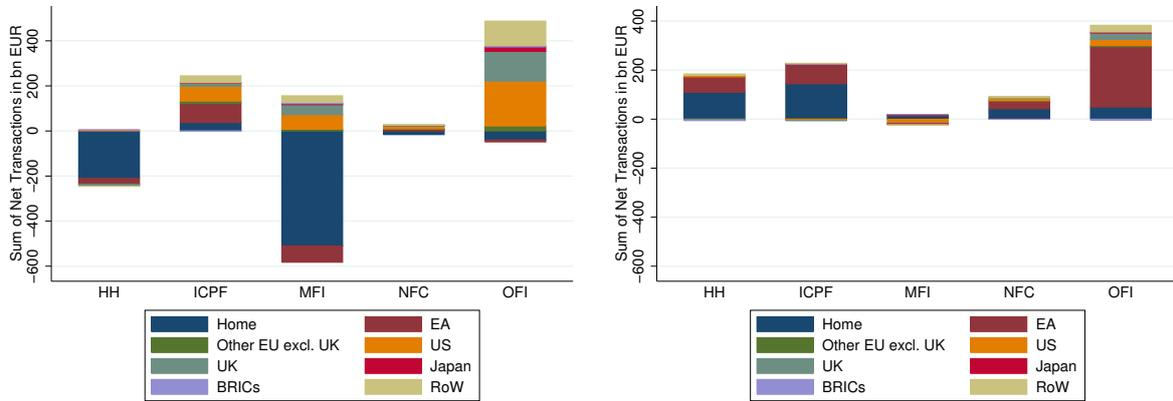 Sum of Net Transactions in bn EUR
400
200
0
−200
−400
−600
HH ICPF MFI NFC OFI
Home EA
Other EU excl. UK US
UK Japan
BRICs RoW
Sum of Net Transactions in bn EUR
400
200
0
−200
−400
−600
HH ICPF MFI NFC OFI
Home EA
Other EU excl. UK US
UK Japan
BRICs RoW